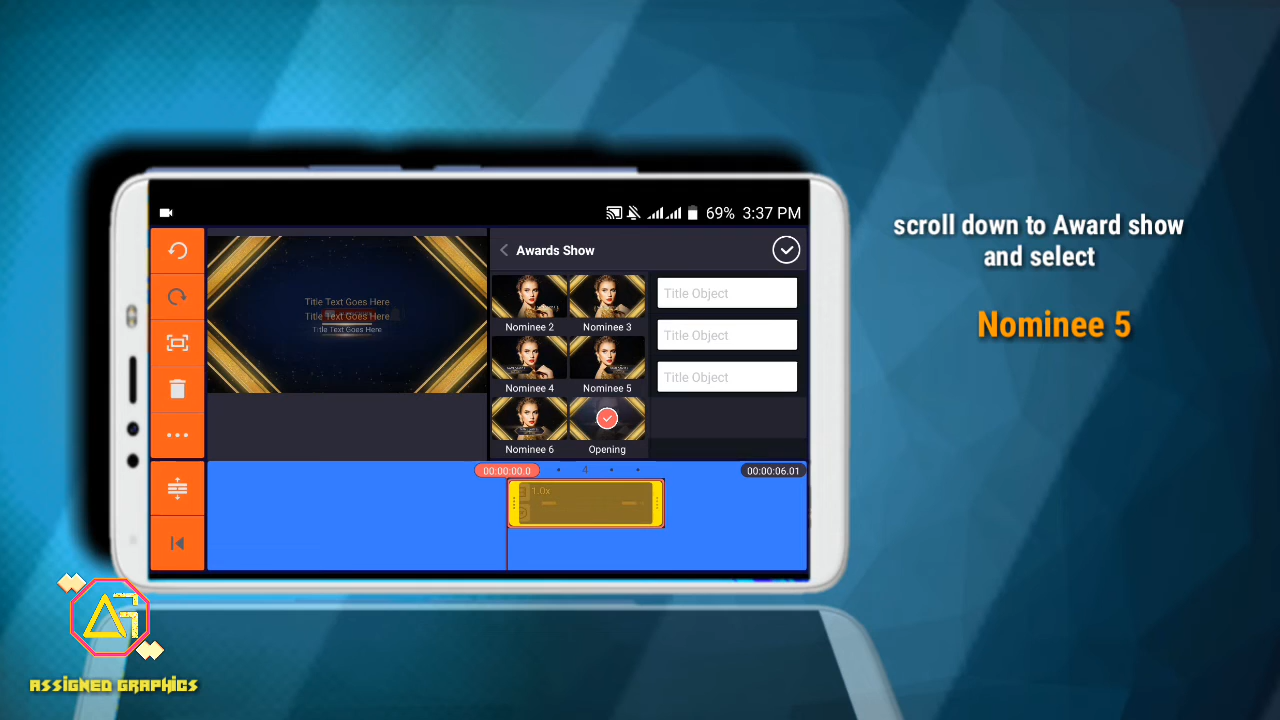 69% 3:37 PM
scroll down to Award show
and select
Nominee 5
Awards Show
Title Text Goes Here
Title Text Goes Here
Title Text Goes Here
Title Object
Title Object
Title Object
Nominee 2 Nominee 3
Nominee 4 Nominee 5
Nominee 6 Opening
00:00:00.0 4 00:00:06.01
1.0x
AG
ASSIGNED GRAPHICS